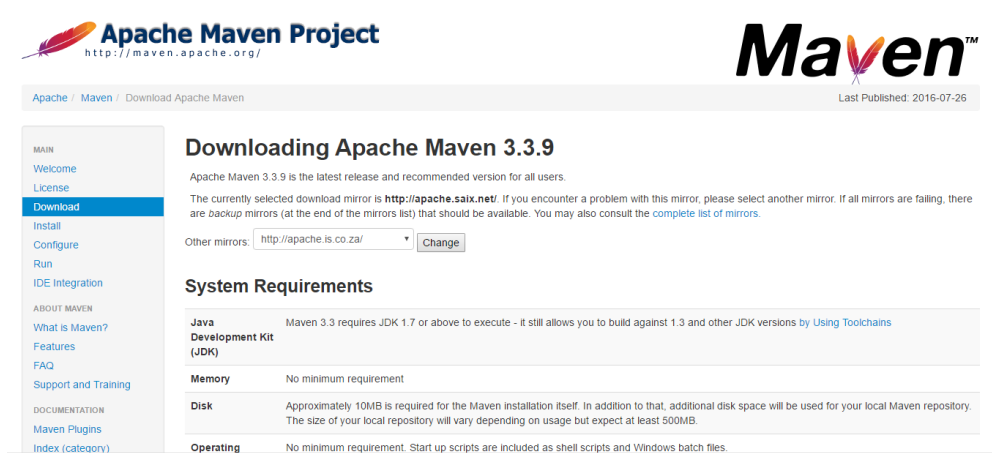 Apache Maven Project
http://maven.apache.org/
Maven™
Apache / Maven / Download Apache Maven
Last Published: 2016-07-26
MAIN
Welcome
License
Download
Install
Configure
Run
IDE Integration
ABOUT MAVEN
What is Maven?
Features
FAQ
Support and Training
DOCUMENTATION
Maven Plugins
Index (category)
Downloading Apache Maven 3.3.9
Apache Maven 3.3.9 is the latest release and recommended version for all users.
The currently selected download mirror is http://apache.saix.net/. If you encounter a problem with this mirror, please select another mirror. If all mirrors are failing, there
are backup mirrors (at the end of the mirrors list) that should be available. You may also consult the complete list of mirrors.
Other mirrors: http://apache.is.co.za/ Change
System Requirements
Java
Development Kit
(JDK)
Maven 3.3 requires JDK 1.7 or above to execute - it still allows you to build against 1.3 and other JDK versions by Using Toolchains
Memory
No minimum requirement
Disk
Approximately 10MB is required for the Maven installation itself. In addition to that, additional disk space will be used for your local Maven repository.
The size of your local repository will vary depending on usage but expect at least 500MB.
Operating
No minimum requirement. Start up scripts are included as shell scripts and Windows batch files.